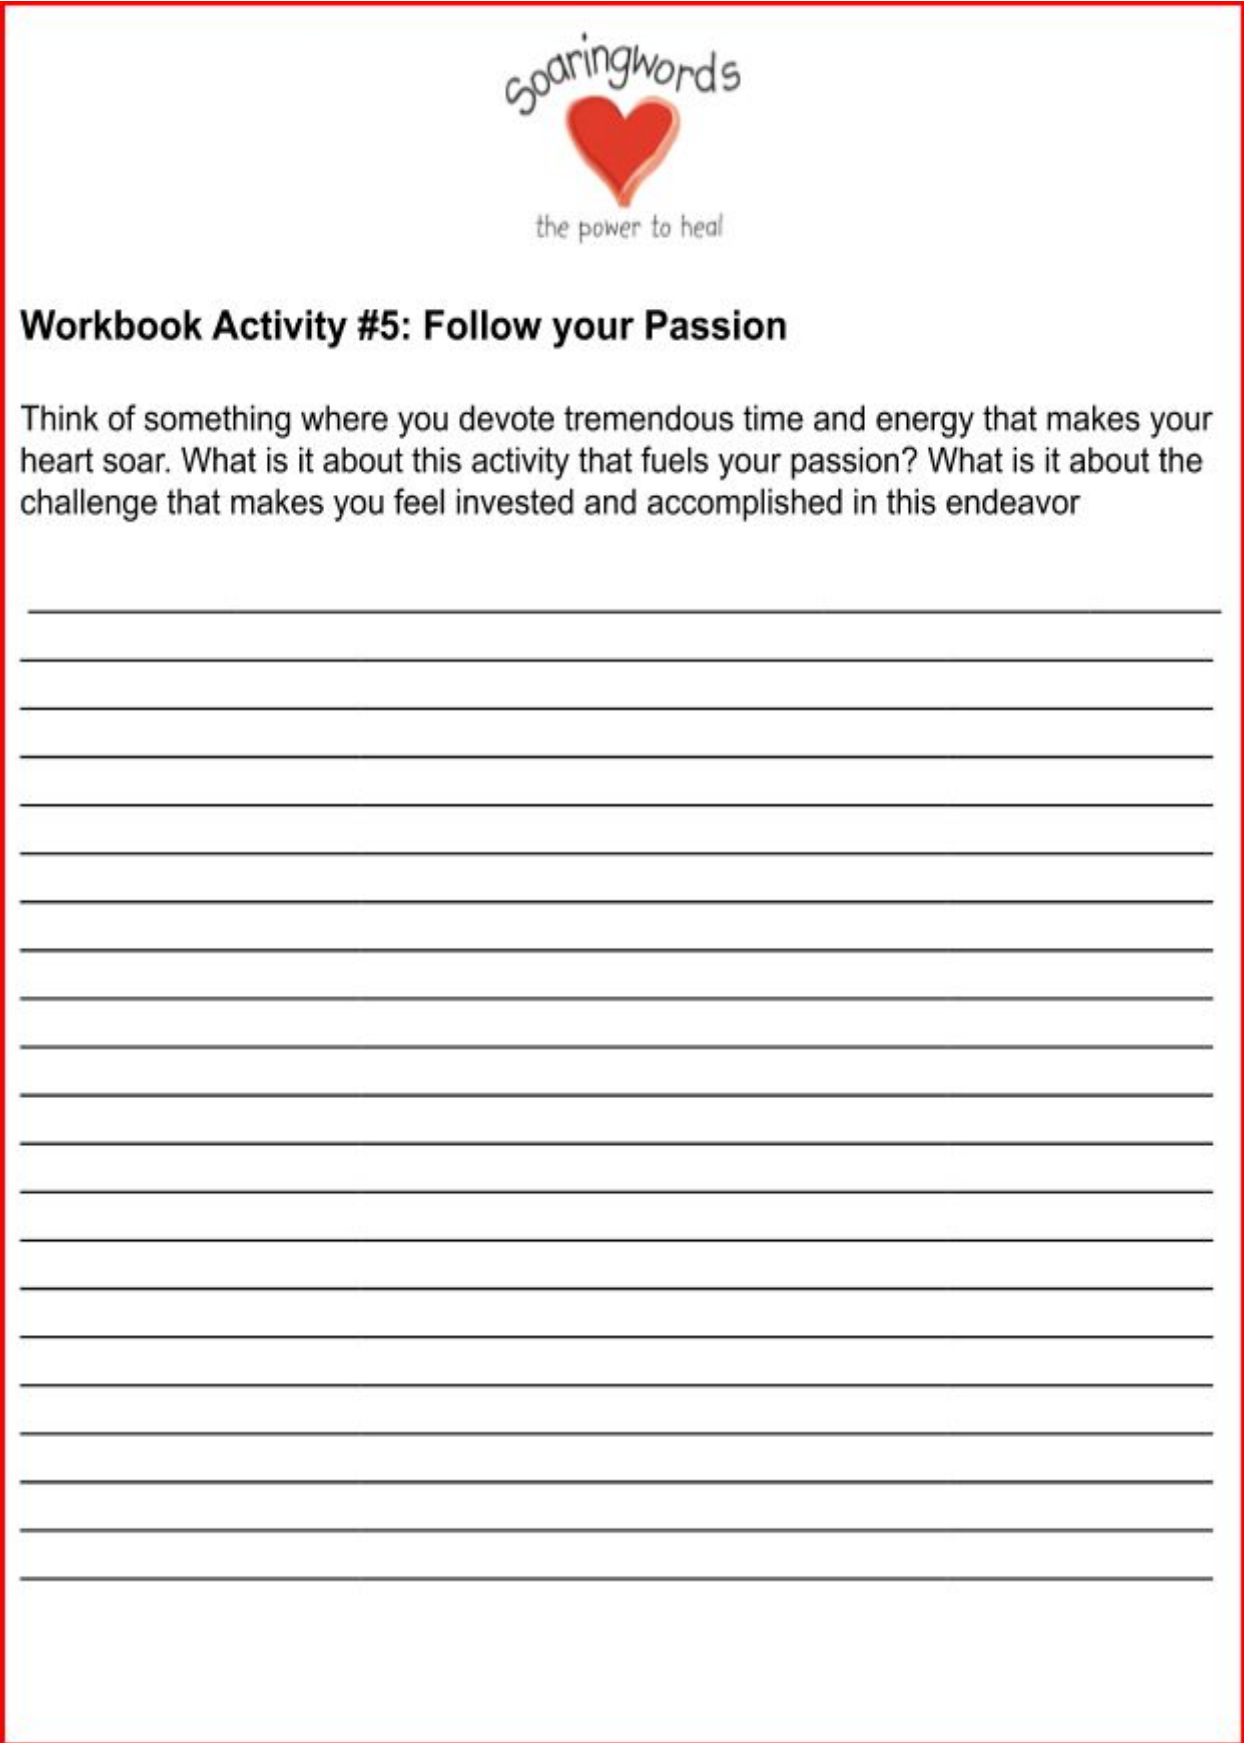 Soaringwords
the power to heal
Workbook Activity #5: Follow your Passion
Think of something where you devote tremendous time and energy that makes your
heart soar. What is it about this activity that fuels your passion? What is it about the
challenge that makes you feel invested and accomplished in this endeavor